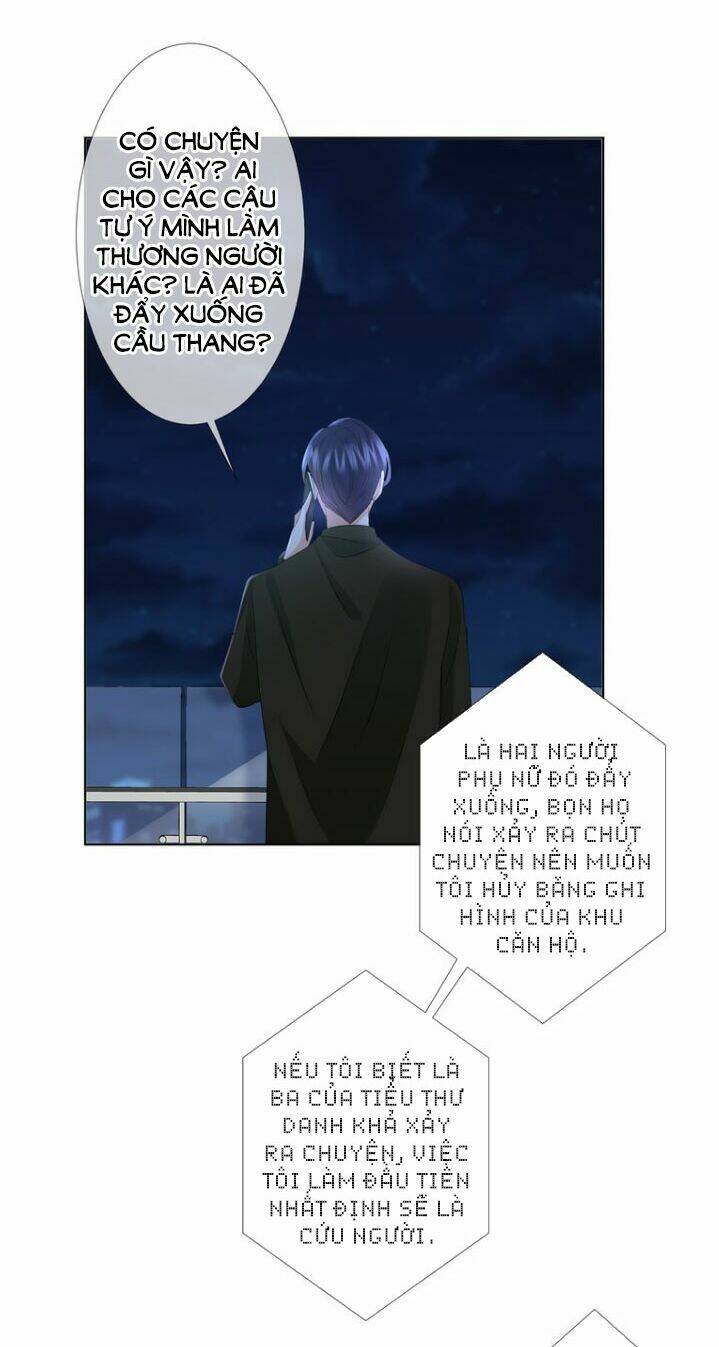 CÓ CHUYỆN
GÌ VẬY? AI
CHO CÁC CẬU
TỰ Ý MÌNH LÀM
THƯƠNG NGƯỜI
KHÁC? LÀ AI ĐÃ
ĐẨY XUỐNG
CẦU THANG?
LÀ HAI NGƯỜI
PHỤ NỮ ĐÓ ĐẨY
XUỐNG, BỌN HỌ
NÓI XẢY RA CHÚT
CHUYỆN NÊN MUỐN
TÔI HỦY BĂNG GHI
HÌNH CỦA KHU
CĂN HỘ.
NẾU TÔI BIẾT LÀ
BA CỦA TIỂU THƯ
DANH KHẢ XẢY
RA CHUYỆN, VIỆC
TÔI LÀM ĐẦU TIÊN
NHẤT ĐỊNH SẼ LÀ
CỨU NGƯỜI.